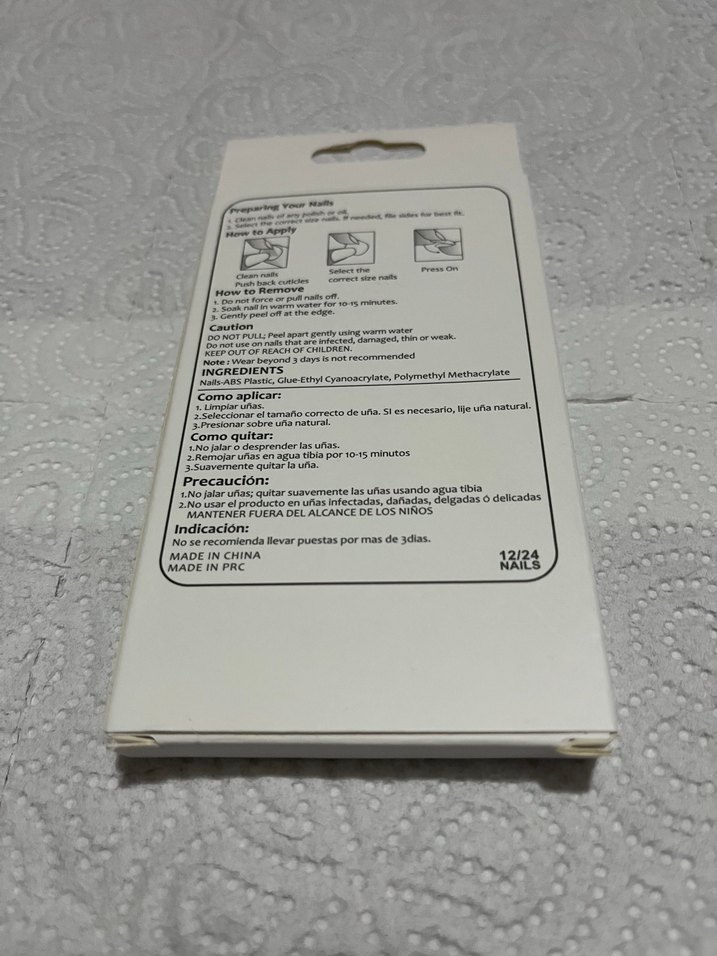 Preparing Your Nails
1. Clean nails of any polish or oil.
2. Select the correct size nails. If needed, file sides for best fit.
How to Apply
Clean nails
Push back cuticles
Select the
correct size nails
Press On
How to Remove
1. Do not force or pull nails off.
2. Soak nail in warm water for 10-15 minutes.
3. Gently peel off at the edge.
Caution
DO NOT PULL; Peel apart gently using warm water
Do not use on nails that are infected, damaged, thin or weak.
KEEP OUT OF REACH OF CHILDREN.
Note : Wear beyond 3 days is not recommended
INGREDIENTS
Nails-ABS Plastic, Glue-Ethyl Cyanoacrylate, Polymethyl Methacrylate
Como aplicar:
1. Limpiar uñas.
2.Seleccionar el tamaño correcto de uña. SI es necesario, lije uña natural.
3.Presionar sobre uña natural.
Como quitar:
1.No jalar o desprender las uñas.
2.Remojar uñas en agua tibia por 10-15 minutos
3.Suavemente quitar la uña.
Precaución:
1.No jalar uñas; quitar suavemente las uñas usando agua tibia
2.No usar el producto en uñas infectadas, dañadas, delgadas ó delicadas
MANTENER FUERA DEL ALCANCE DE LOS NIÑOS
Indicación:
No se recomienda llevar puestas por mas de 3dias.
MADE IN CHINA
MADE IN PRC
12/24
NAILS